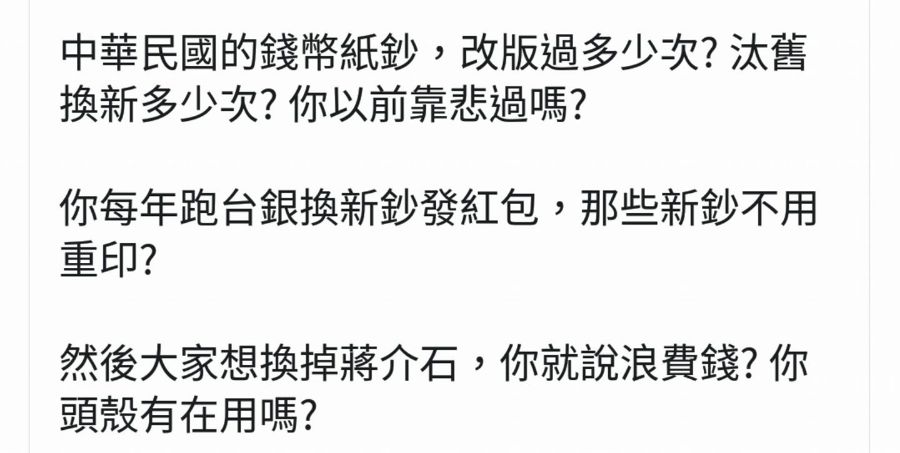 中華民國的錢幣紙鈔，改版過多少次? 汰舊
換新多少次? 你以前靠悲過嗎?
你每年跑台銀換新鈔發紅包，那些新鈔不用
重印?
然後大家想換掉蔣介石，你就說浪費錢? 你
頭殼有在用嗎?